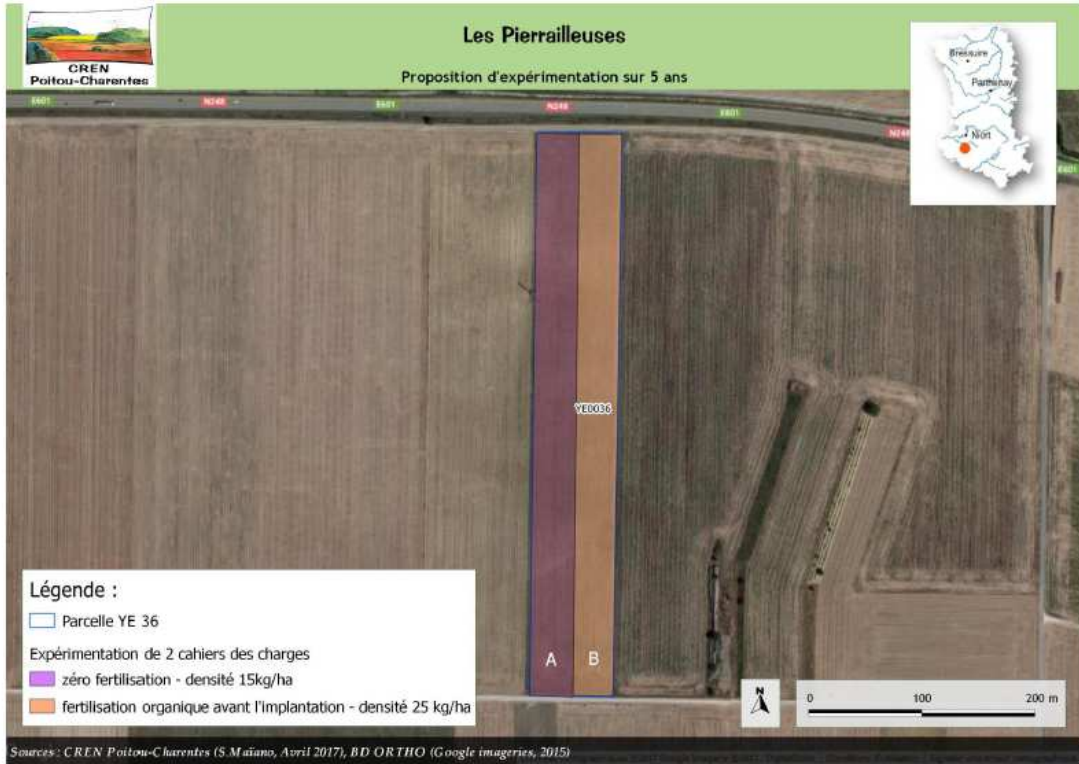 CREN
Poitou-Charentes
Les Pierrailleuses
Proposition d'expérimentation sur 5 ans
Bressuire
Parthenay
Niort
E601
N248
E601
N248
E601
N248
E601
YE0036
A
B
Légende :
Parcelle YE 36
Expérimentation de 2 cahiers des charges
zéro fertilisation - densité 15kg/ha
fertilisation organique avant l'implantation - densité 25 kg/ha
N
0 100 200 m
Sources : CREN Poitou-Charentes (S.Maïano, Avril 2017), BD ORTHO (Google imageries, 2015)